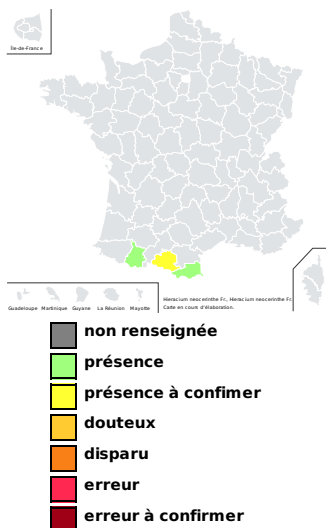 Île-de-France
Guadeloupe Martinique Guyane La Réunion Mayotte
Hieracium neocerinthe Fr., Hieracium neocerinthe Fr.
Carte en cours d'élaboration.
non renseignée
présence
présence à confimer
douteux
disparu
erreur
erreur à confirmer